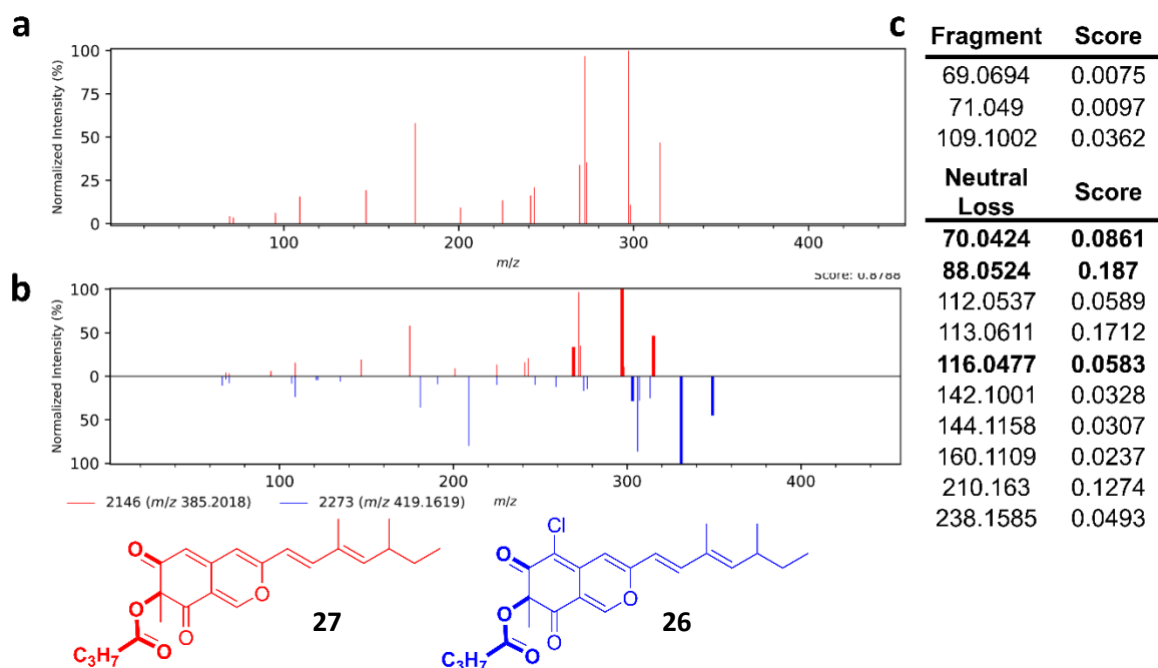 a
Normalized Intensity (%)
100
75
50
25
0
100
200
300
400
m/z
b
Score: 0.8788
Normalized Intensity (%)
100
50
0
50
100
100
200
300
400
2146 (m/z 385.2018)
2273 (m/z 419.1619)
m/z
O
O
O
O
O
C3H7
27
Cl
O
O
O
O
O
C3H7
26
c
Fragment Score
69.0694 0.0075
71.049 0.0097
109.1002 0.0362
Neutral
Loss
Score
70.0424 0.0861
88.0524 0.187
112.0537 0.0589
113.0611 0.1712
116.0477 0.0583
142.1001 0.0328
144.1158 0.0307
160.1109 0.0237
210.163 0.1274
238.1585 0.0493